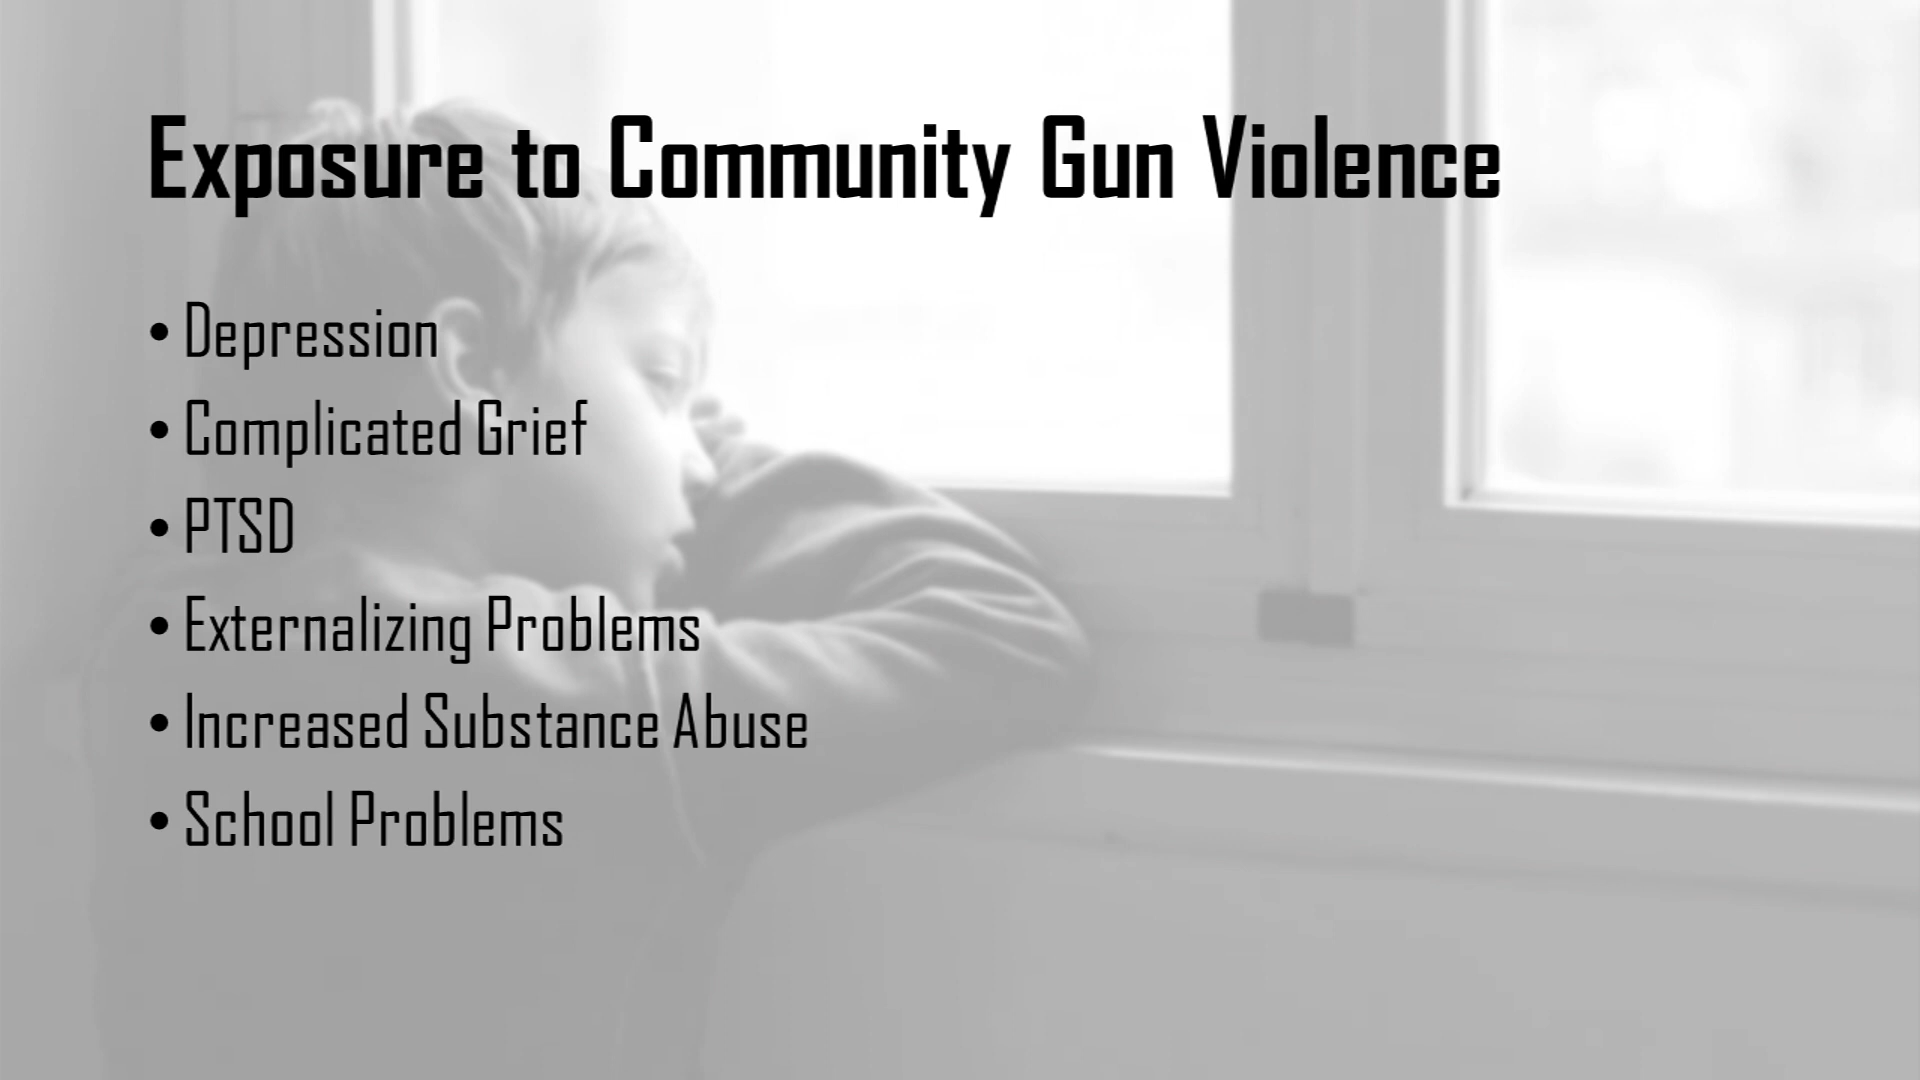 Exposure to Community Gun Violence
• Depression
• Complicated Grief
• PTSD
• Externalizing Problems
• Increased Substance Abuse
• School Problems